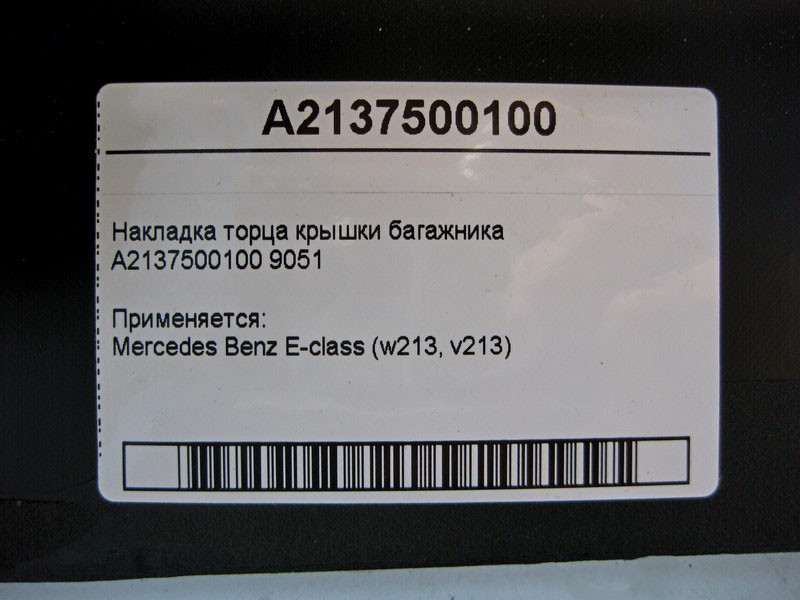 A2137500100
Накладка торца крышки багажника
A2137500100 9051
Применяется:
Mercedes Benz E-class (w213, v213)